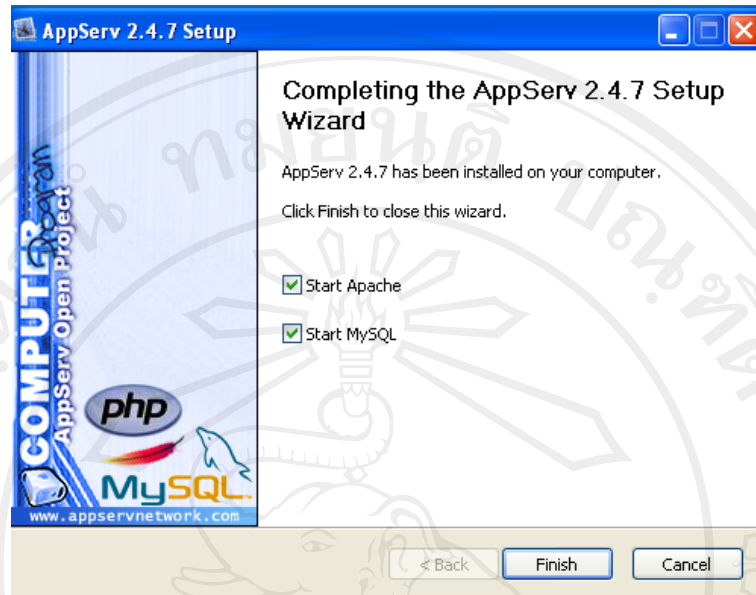 AppServ 2.4.7 Setup
COMPUTER
Program
AppServ Open Project
php
MySQL
www.appservnetwork.com
Completing the AppServ 2.4.7 Setup
Wizard
AppServ 2.4.7 has been installed on your computer.
Click Finish to close this wizard.
Start Apache
Start MySQL
< Back
Finish
Cancel